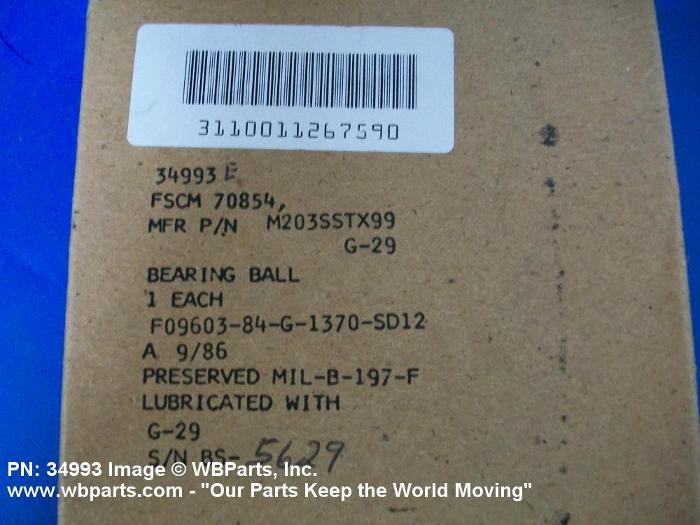 3110011267590
34993 E
FSCM 70854,
MFR P/N M203SSTX99
G-29
BEARING BALL
1 EACH
F09603-84-G-1370-SD12
A 9/86
PRESERVED MIL-B-197-F
LUBRICATED WITH
G-29
S/N BS-5629
PN: 34993 Image © WBParts, Inc.
www.wbparts.com - "Our Parts Keep the World Moving"